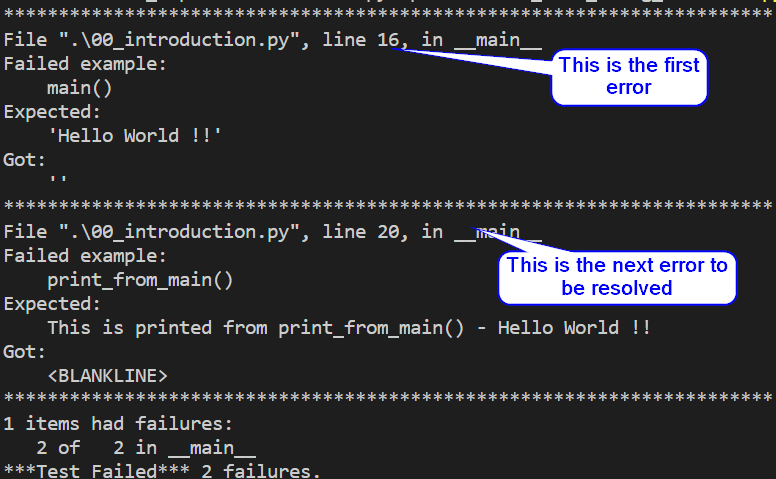 **********************************************************************
File ".\00_introduction.py", line 16, in __main__
Failed example:
    main()
Expected:
    'Hello World !!'
Got:
    ''
This is the first
error
**********************************************************************
File ".\00_introduction.py", line 20, in __main__
Failed example:
    print_from_main()
Expected:
    This is printed from print_from_main() - Hello World !!
Got:
    <BLANKLINE>
This is the next error to
be resolved
**********************************************************************
1 items had failures:
   2 of   2 in __main__
***Test Failed*** 2 failures.